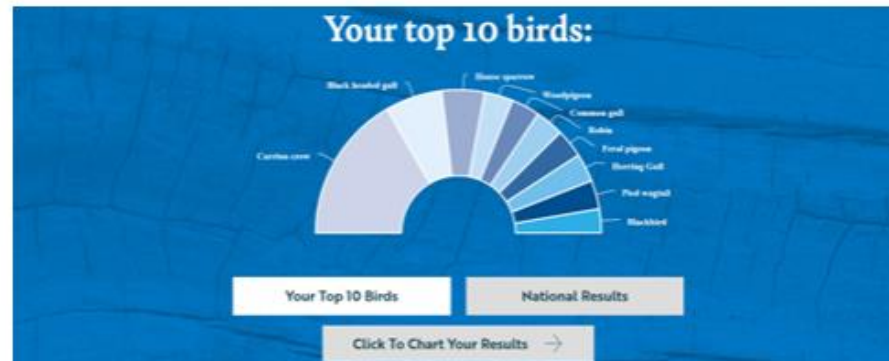 Your top 10 birds:
House sparrow
Black headed gull
Woodpigeon
Common gull
Robin
Feral pigeon
Carrion crow
Herring Gull
Pied wagtail
Blackbird
Your Top 10 Birds
National Results
Click To Chart Your Results →